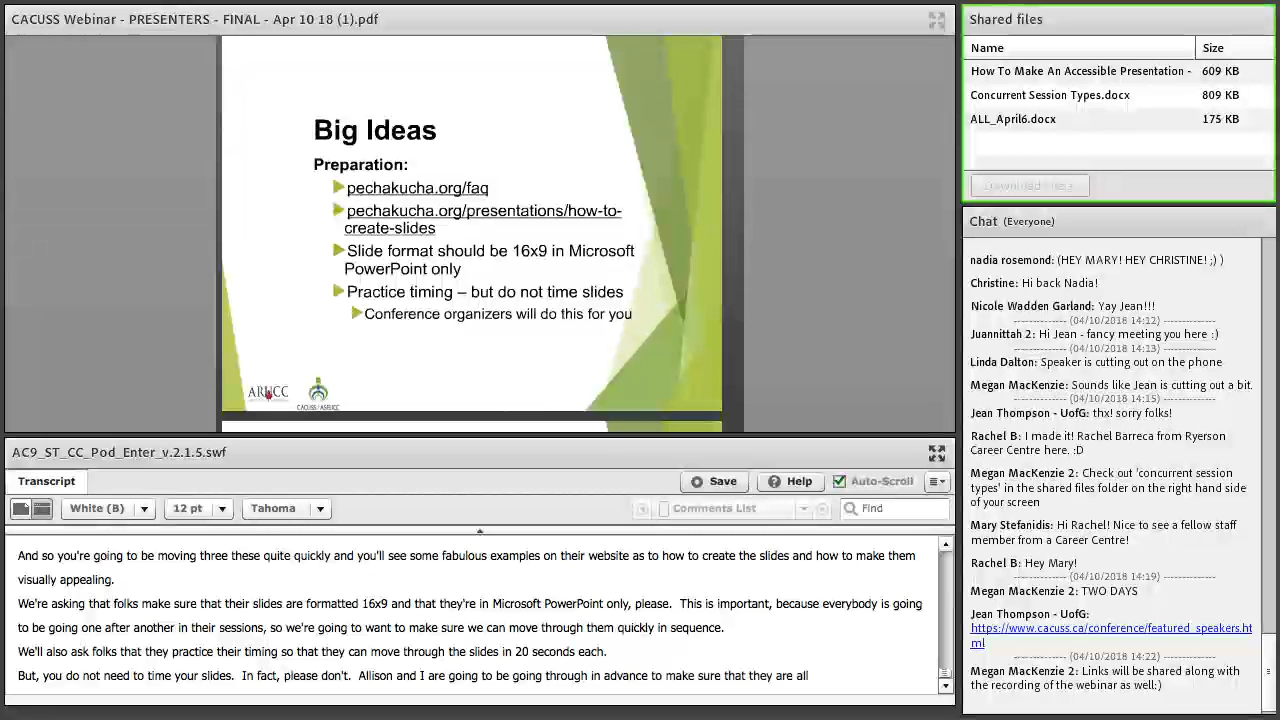 CACUSS Webinar - PRESENTERS - FINAL - Apr 10 18 (1).pdf
Big Ideas
Preparation:
pechakucha.org/faq
pechakucha.org/presentations/how-to-
create-slides
Slide format should be 16x9 in Microsoft
PowerPoint only
Practice timing – but do not time slides
Conference organizers will do this for you
ARUCC
CACUSS / ASEUCC
AC9_ST_CC_Pod_Enter_v.2.1.5.swf
Transcript
Save
Help
Auto-Scroll
White (B)
12 pt
Tahoma
Comments List
Find
And so you're going to be moving three these quite quickly and you'll see some fabulous examples on their website as to how to create the slides and how to make them
visually appealing.
We're asking that folks make sure that their slides are formatted 16x9 and that they're in Microsoft PowerPoint only, please.  This is important, because everybody is going
to be going one after another in their sessions, so we're going to want to make sure we can move through them quickly in sequence.
We'll also ask folks that they practice their timing so that they can move through the slides in 20 seconds each.
But, you do not need to time your slides.  In fact, please don't.  Allison and I are going to be going through in advance to make sure that they are all
Shared files
Name Size
How To Make An Accessible Presentation - 609 KB
Concurrent Session Types.docx 809 KB
ALL_April6.docx 175 KB
Download File(s)
Chat (Everyone)
nadia rosemond: (HEY MARY! HEY CHRISTINE! ;) )
Christine: Hi back Nadia!
Nicole Wadden Garland: Yay Jean!!!
--------------- (04/10/2018 14:12) ---------------
Juannittah 2: Hi Jean - fancy meeting you here :)
--------------- (04/10/2018 14:13) ---------------
Linda Dalton: Speaker is cutting out on the phone
Megan MacKenzie: Sounds like Jean is cutting out a bit.
--------------- (04/10/2018 14:15) ---------------
Jean Thompson - UofG: thx! sorry folks!
Rachel B: I made it! Rachel Barreca from Ryerson
Career Centre here. :D
Megan MacKenzie 2: Check out 'concurrent session
types' in the shared files folder on the right hand side
of your screen
Mary Stefanidis: Hi Rachel! Nice to see a fellow staff
member from a Career Centre!
Rachel B: Hey Mary!
--------------- (04/10/2018 14:19) ---------------
Megan MacKenzie 2: TWO DAYS
Jean Thompson - UofG:
https://www.cacuss.ca/conference/featured_speakers.ht
ml
--------------- (04/10/2018 14:22) ---------------
Megan MacKenzie 2: Links will be shared along with
the recording of the webinar as well:)